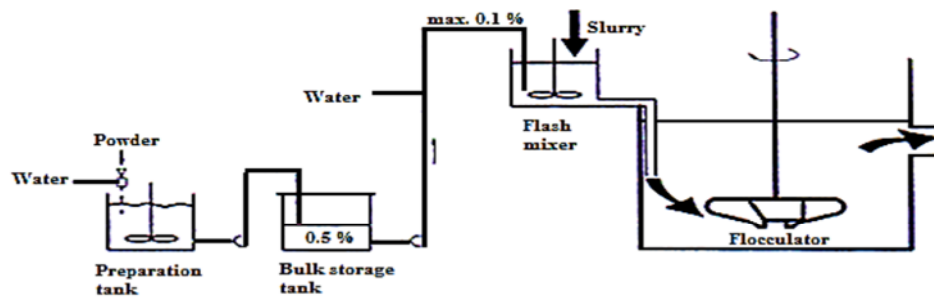 max. 0.1 %
Slurry
Water
Flash
mixer
Powder
Water
0.5 %
Flocculator
Preparation
tank
Bulk storage
tank